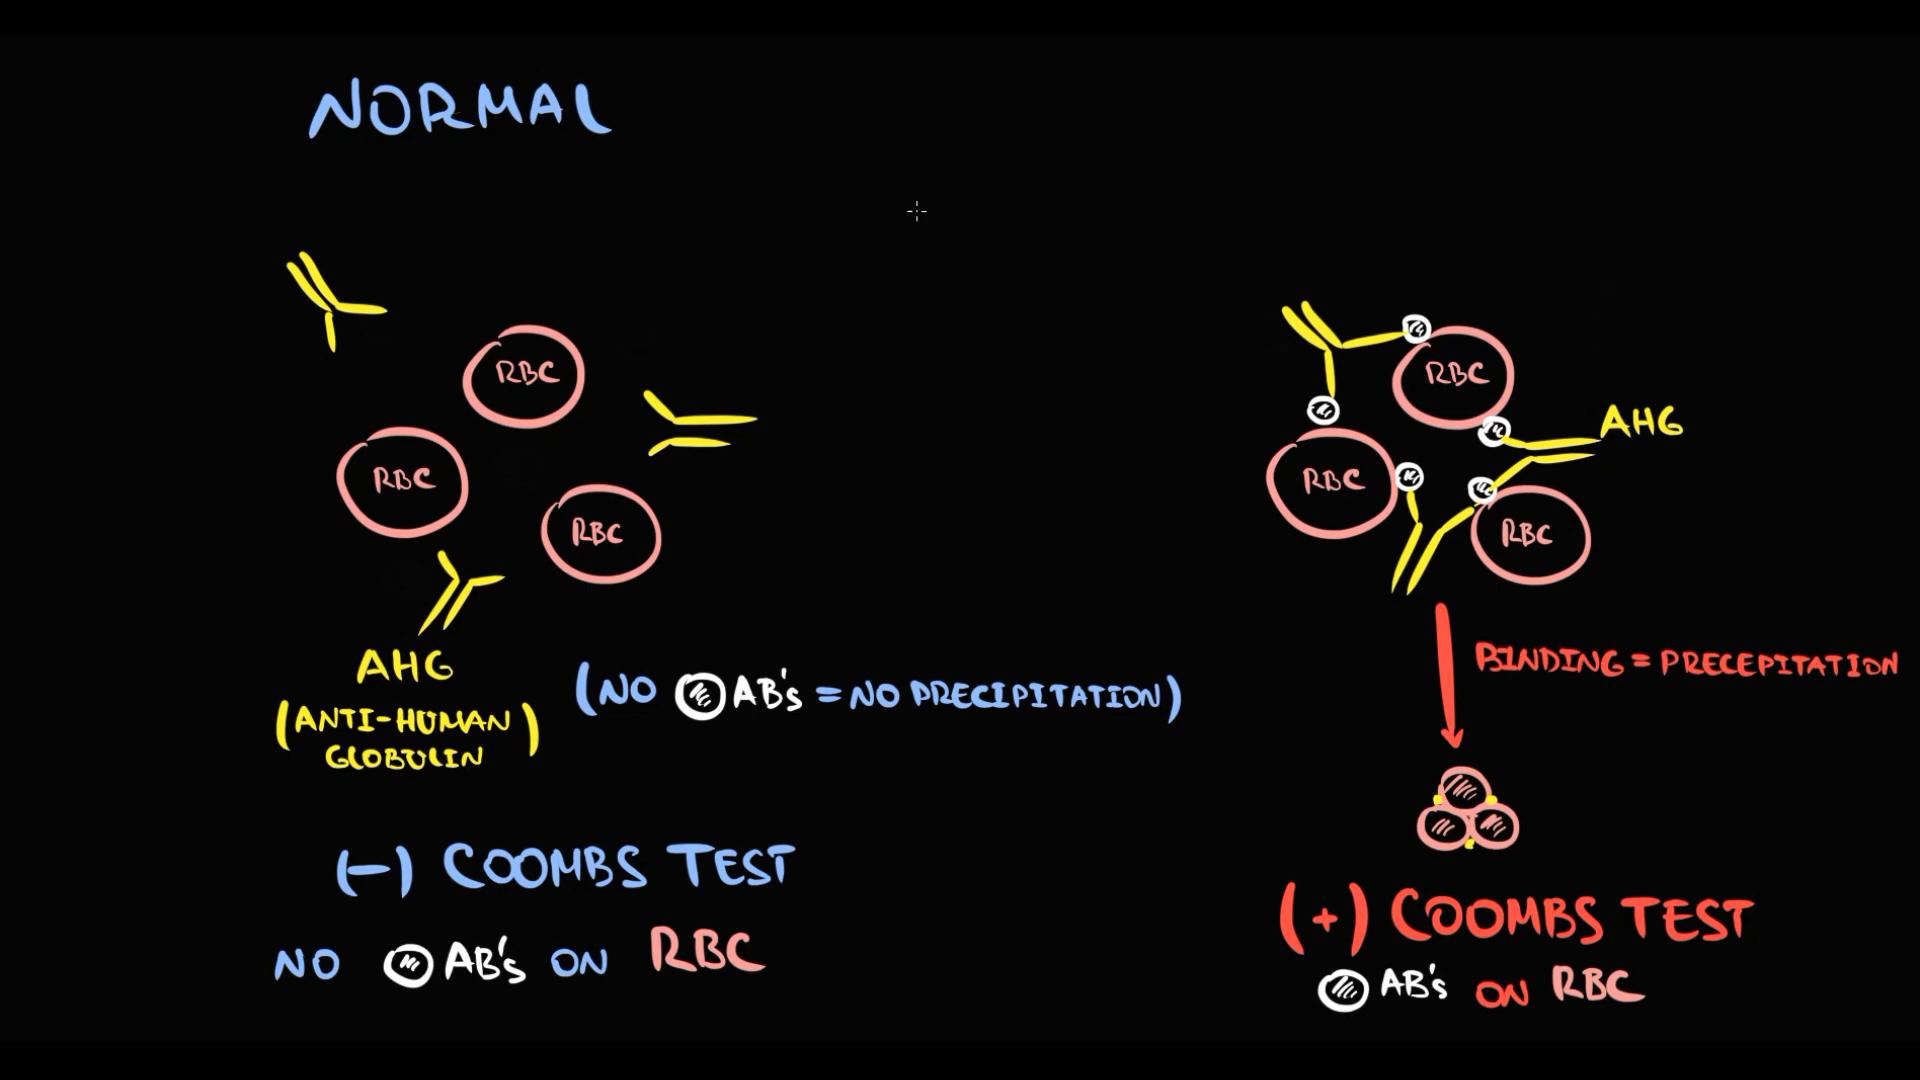 NORMAL
RBC
RBC
RBC
AHG
(ANTI-HUMAN
GLOBULIN)
(NO AB's = NO PRECIPITATION)
(-) COOMBS TEST
NO AB's ON RBC
RBC
AHG
RBC
RBC
BINDING = PRECEPITATION
(+) COOMBS TEST
AB's ON RBC